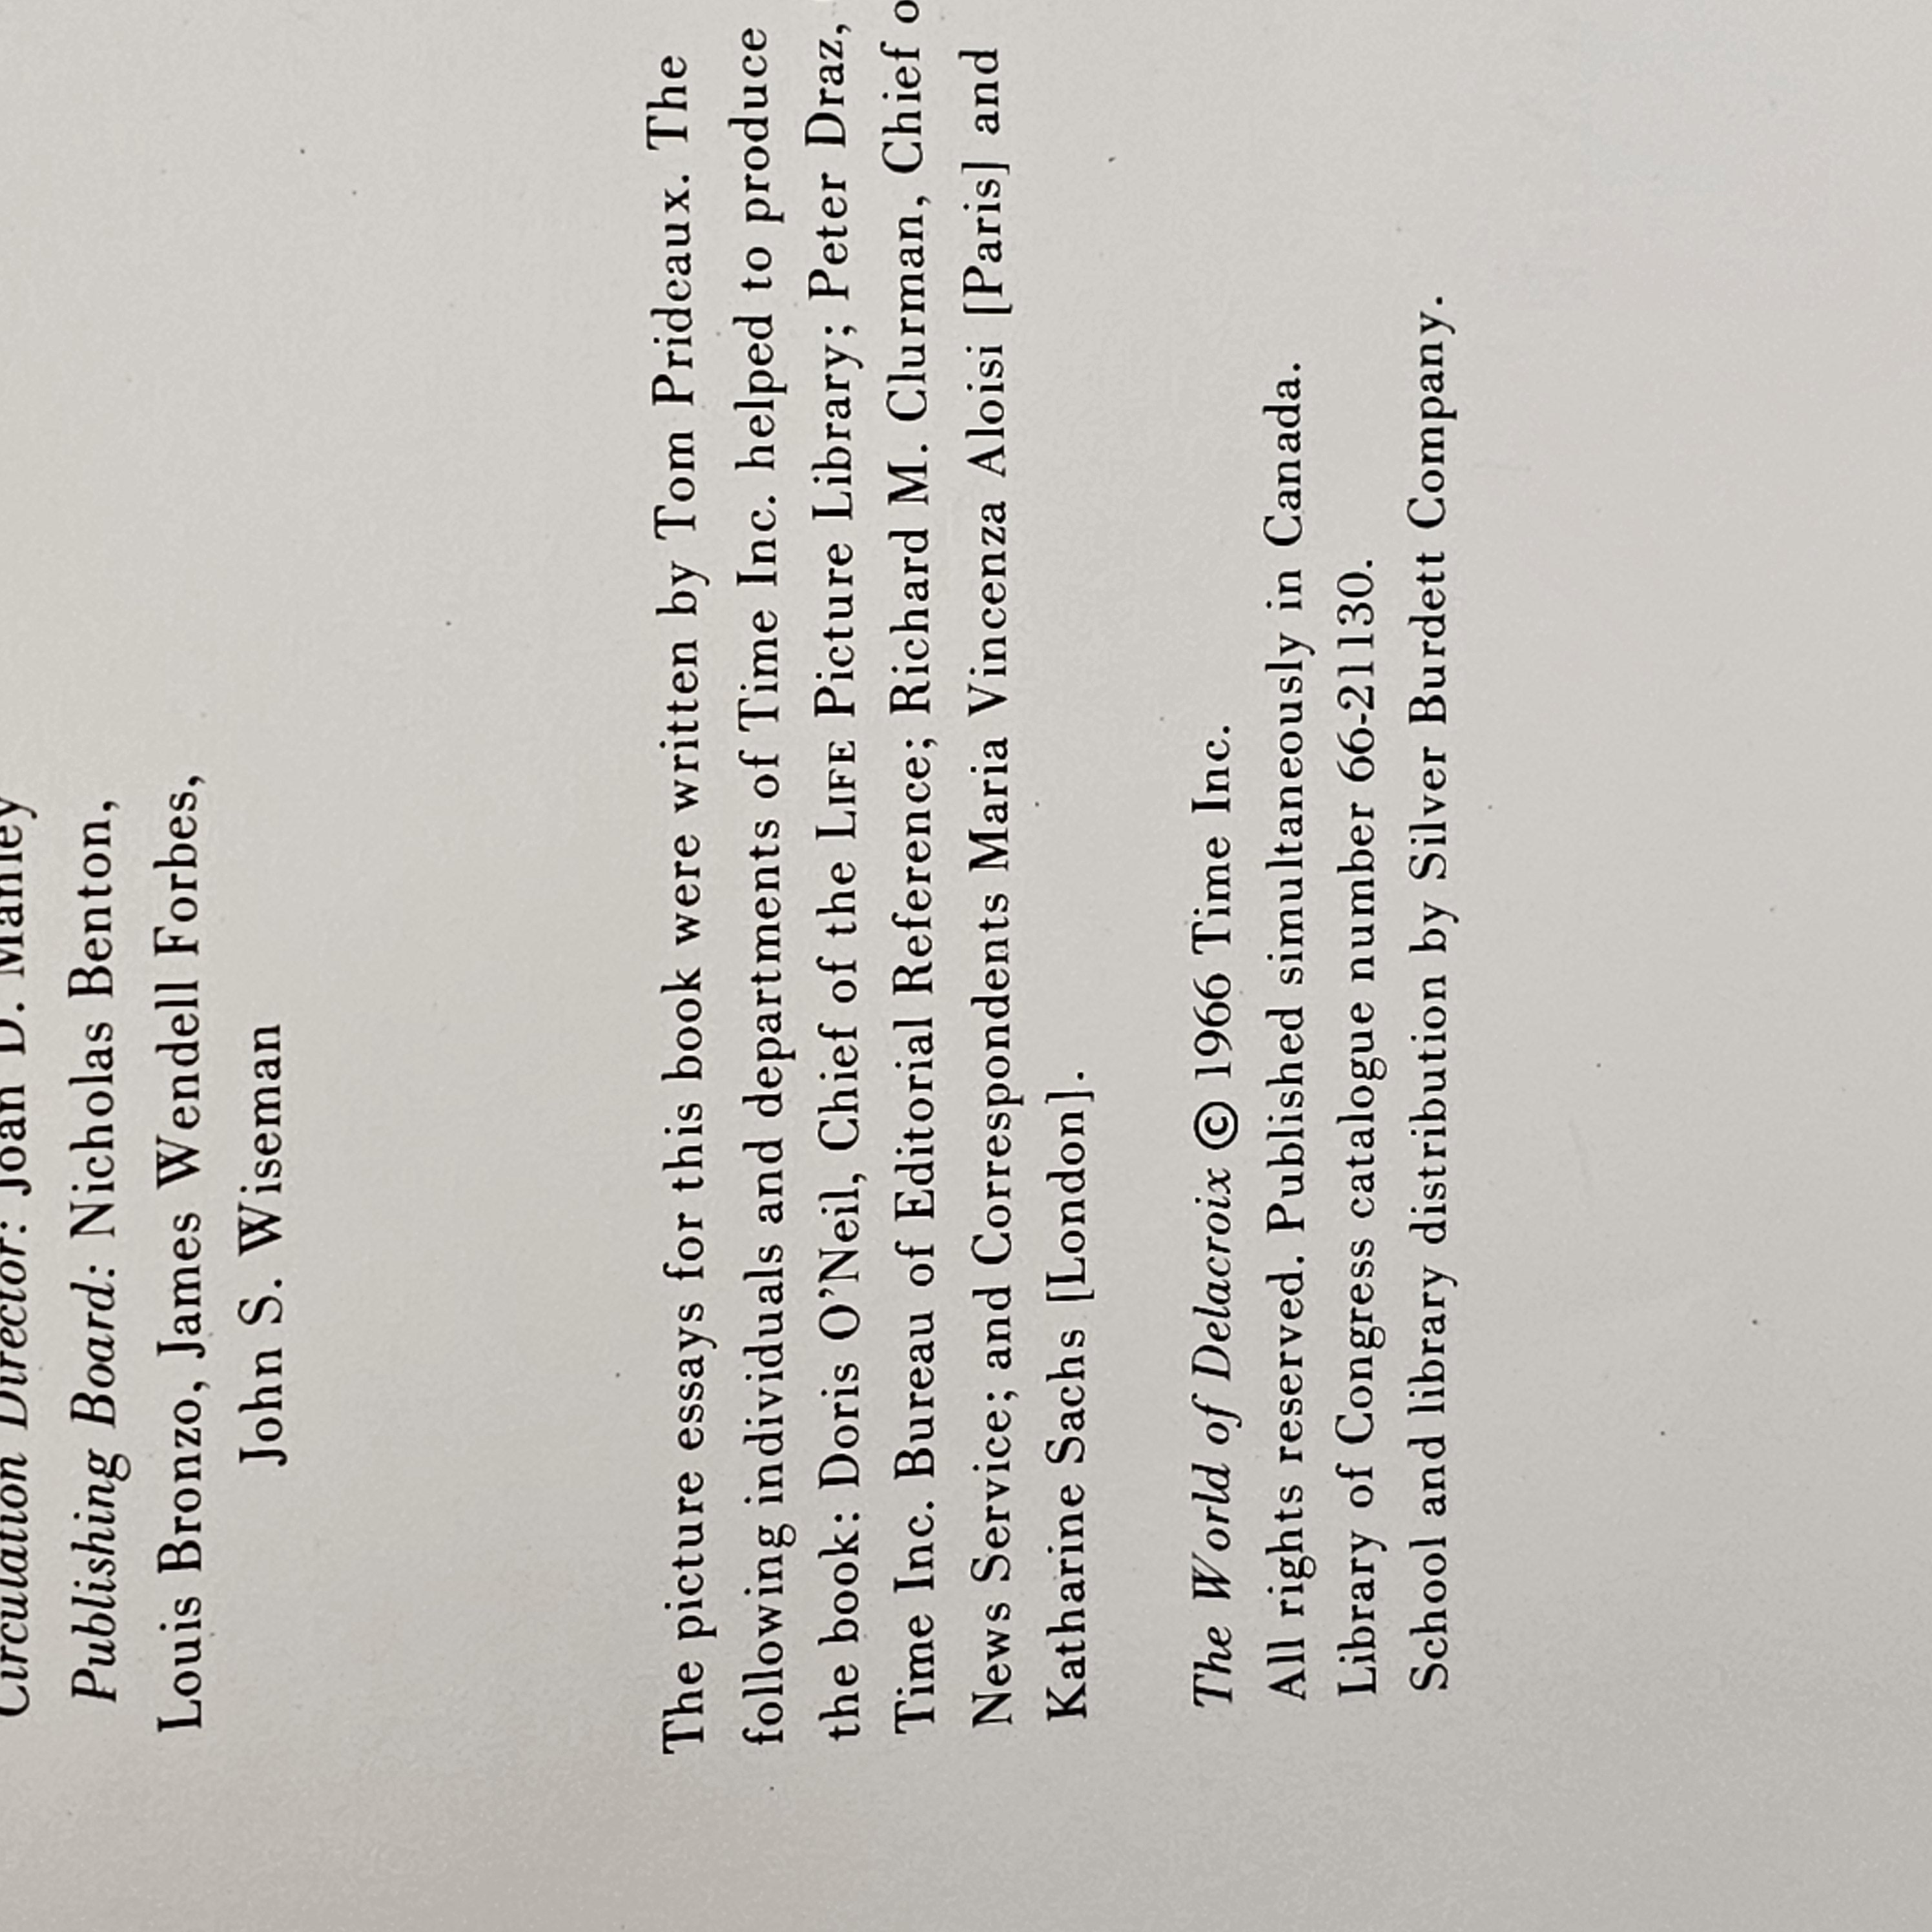 Circulation Director: Joan D. Manley
Publishing Board: Nicholas Benton,
Louis Bronzo, James Wendell Forbes,
John S. Wiseman
The picture essays for this book were written by Tom Prideaux. The
following individuals and departments of Time Inc. helped to produce
the book: Doris O’Neil, Chief of the LIFE Picture Library; Peter Draz,
Time Inc. Bureau of Editorial Reference; Richard M. Clurman, Chief
News Service; and Correspondents Maria Vincenza Aloisi [Paris] and
Katharine Sachs [London].
The World of Delacroix © 1966 Time Inc.
All rights reserved. Published simultaneously in Canada.
Library of Congress catalogue number 66-21130.
School and library distribution by Silver Burdett Company.